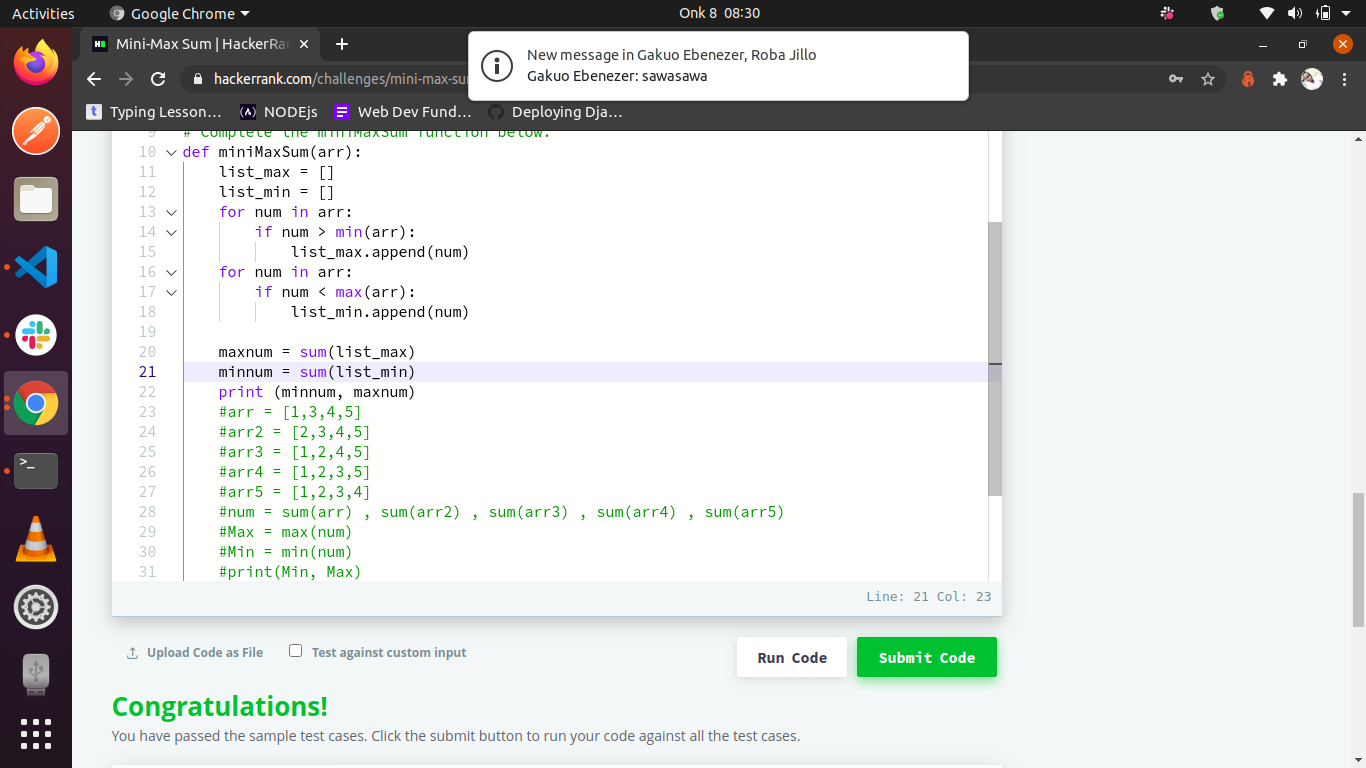 Activities
Google Chrome
Onk 8 08:30
Mini-Max Sum | HackerRan
New message in Gakuo Ebenezer, Roba Jillo
Gakuo Ebenezer: sawasawa
hackerrank.com/challenges/mini-max-su
Typing Lesson…
NODEjs
Web Dev Fund…
Deploying Dja…
9 # Complete the miniMaxSum function below.
10 def miniMaxSum(arr):
11 list_max = []
12 list_min = []
13 for num in arr:
14 if num > min(arr):
15 list_max.append(num)
16 for num in arr:
17 if num < max(arr):
18 list_min.append(num)
19
20 maxnum = sum(list_max)
21 minnum = sum(list_min)
22 print (minnum, maxnum)
23 #arr = [1,3,4,5]
24 #arr2 = [2,3,4,5]
25 #arr3 = [1,2,4,5]
26 #arr4 = [1,2,3,5]
27 #arr5 = [1,2,3,4]
28 #num = sum(arr) , sum(arr2) , sum(arr3) , sum(arr4) , sum(arr5)
29 #Max = max(num)
30 #Min = min(num)
31 #print(Min, Max)
Line: 21 Col: 23
Upload Code as File
Test against custom input
Run Code
Submit Code
Congratulations!
You have passed the sample test cases. Click the submit button to run your code against all the test cases.